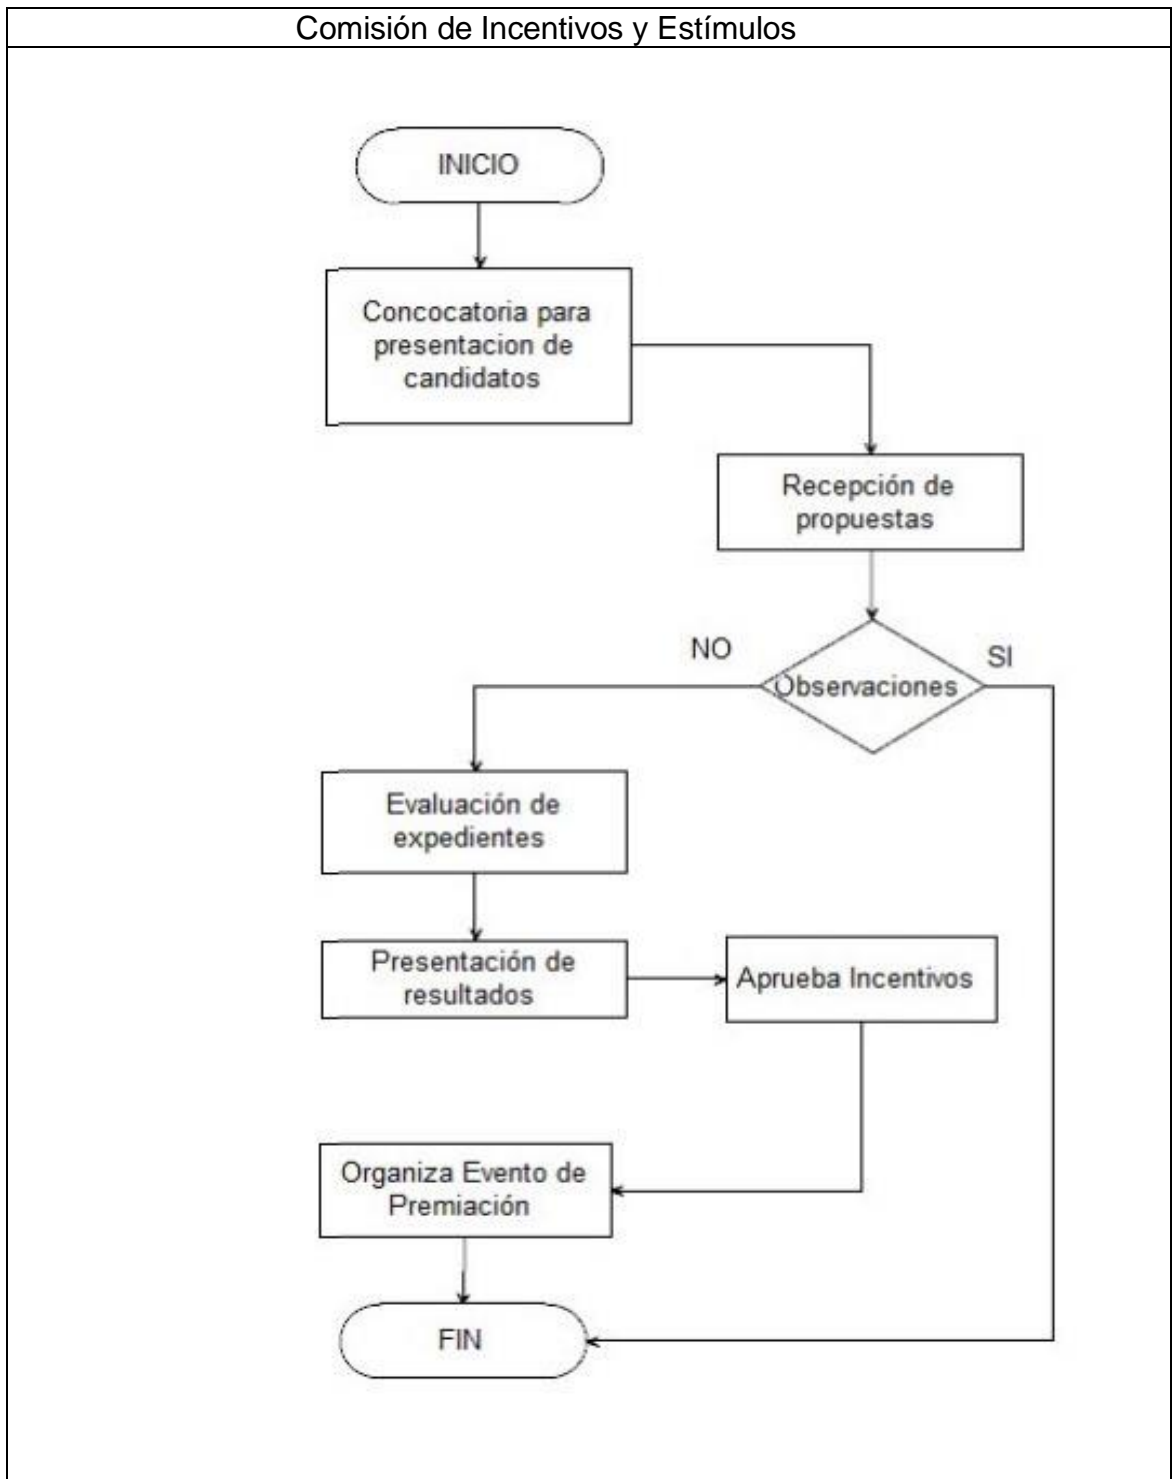 Comisión de Incentivos y Estímulos
INICIO
Concocatoria para
presentacion de
candidatos
Recepción de
propuestas
NO
SI
Observaciones
Evaluación de
expedientes
Presentación de
resultados
Aprueba Incentivos
Organiza Evento de
Premiación
FIN